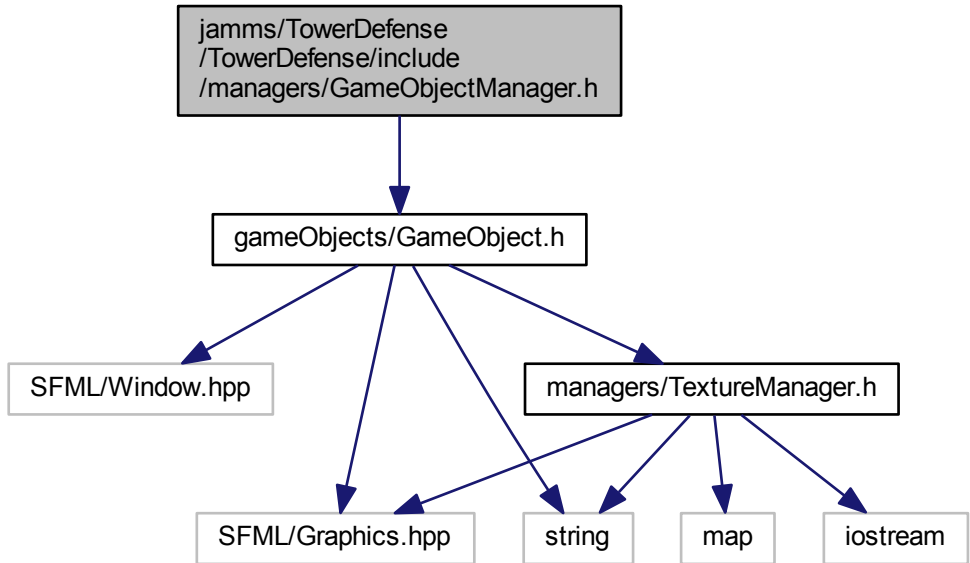 jamms/TowerDefense
/TowerDefense/include
/managers/GameObjectManager.h
gameObjects/GameObject.h
SFML/Window.hpp
managers/TextureManager.h
SFML/Graphics.hpp
string
map
iostream